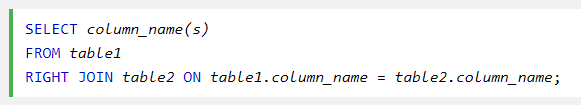 SELECT column_name(s)
FROM table1
RIGHT JOIN table2 ON table1.column_name = table2.column_name;